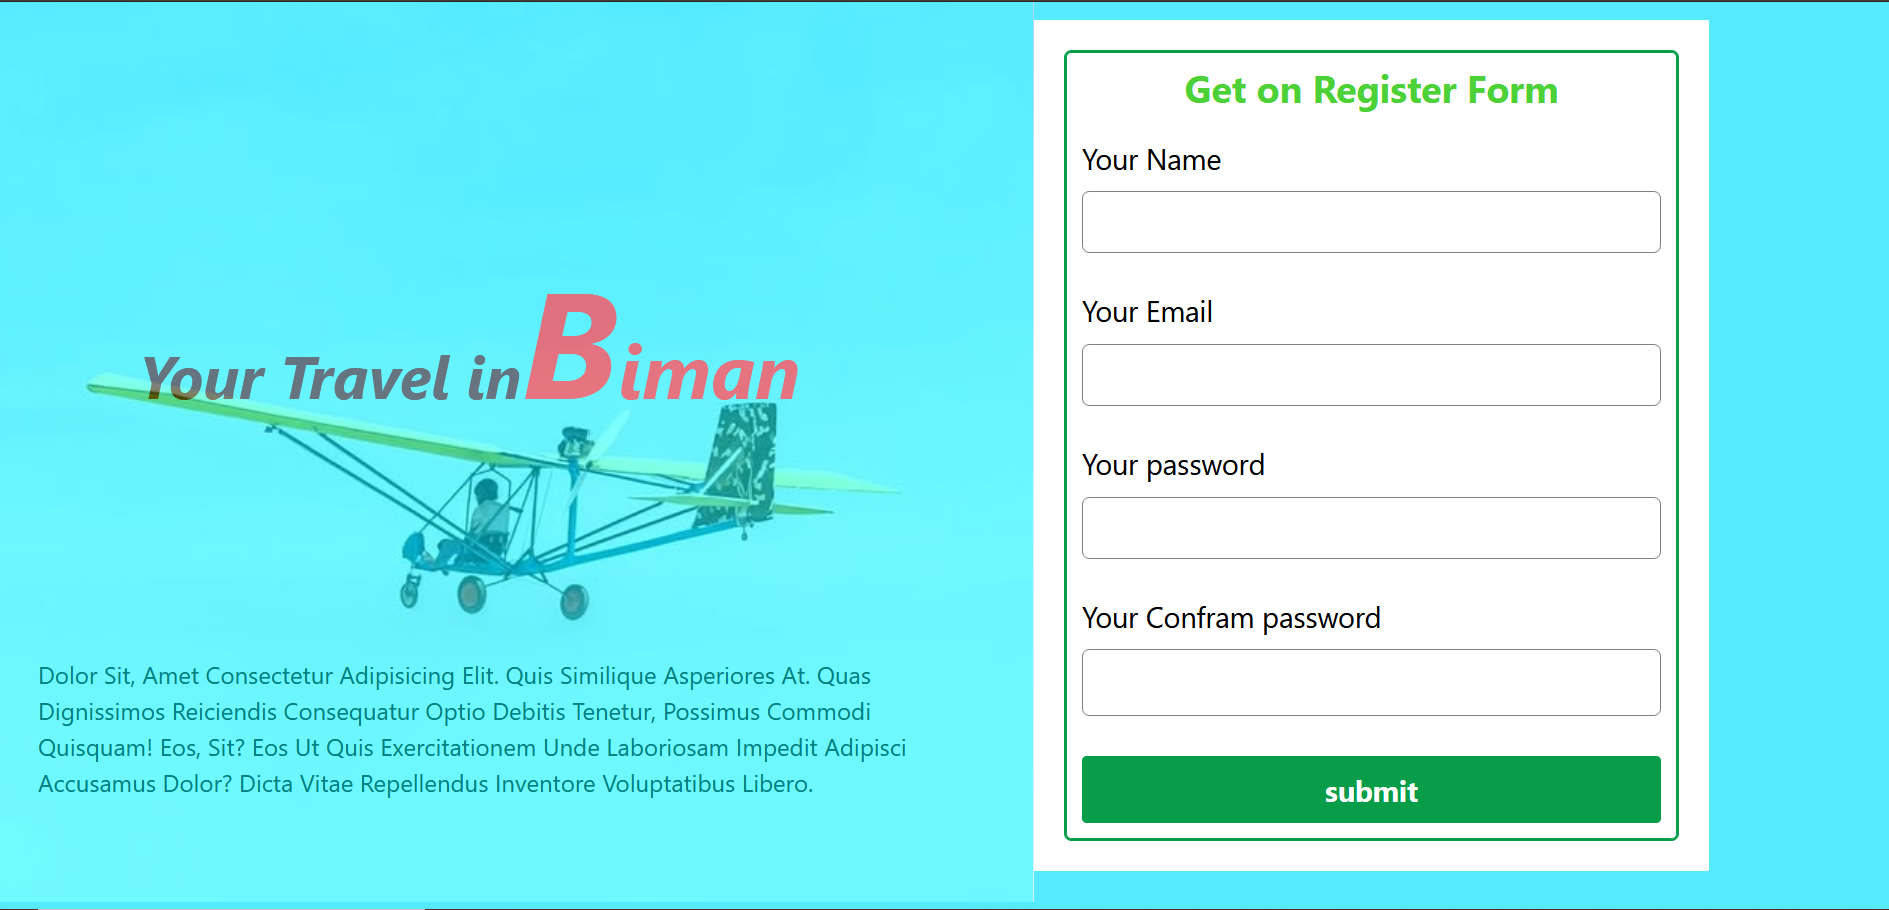 Your Travel in Biman
Dolor Sit, Amet Consectetur Adipisicing Elit. Quis Similique Asperiores At. Quas
Dignissimos Reiciendis Consequatur Optio Debitis Tenetur, Possimus Commodi
Quisquam! Eos, Sit? Eos Ut Quis Exercitationem Unde Laboriosam Impedit Adipisci
Accusamus Dolor? Dicta Vitae Repellendus Inventore Voluptatibus Libero.
Get on Register Form
Your Name
Your Email
Your password
Your Confram password
submit